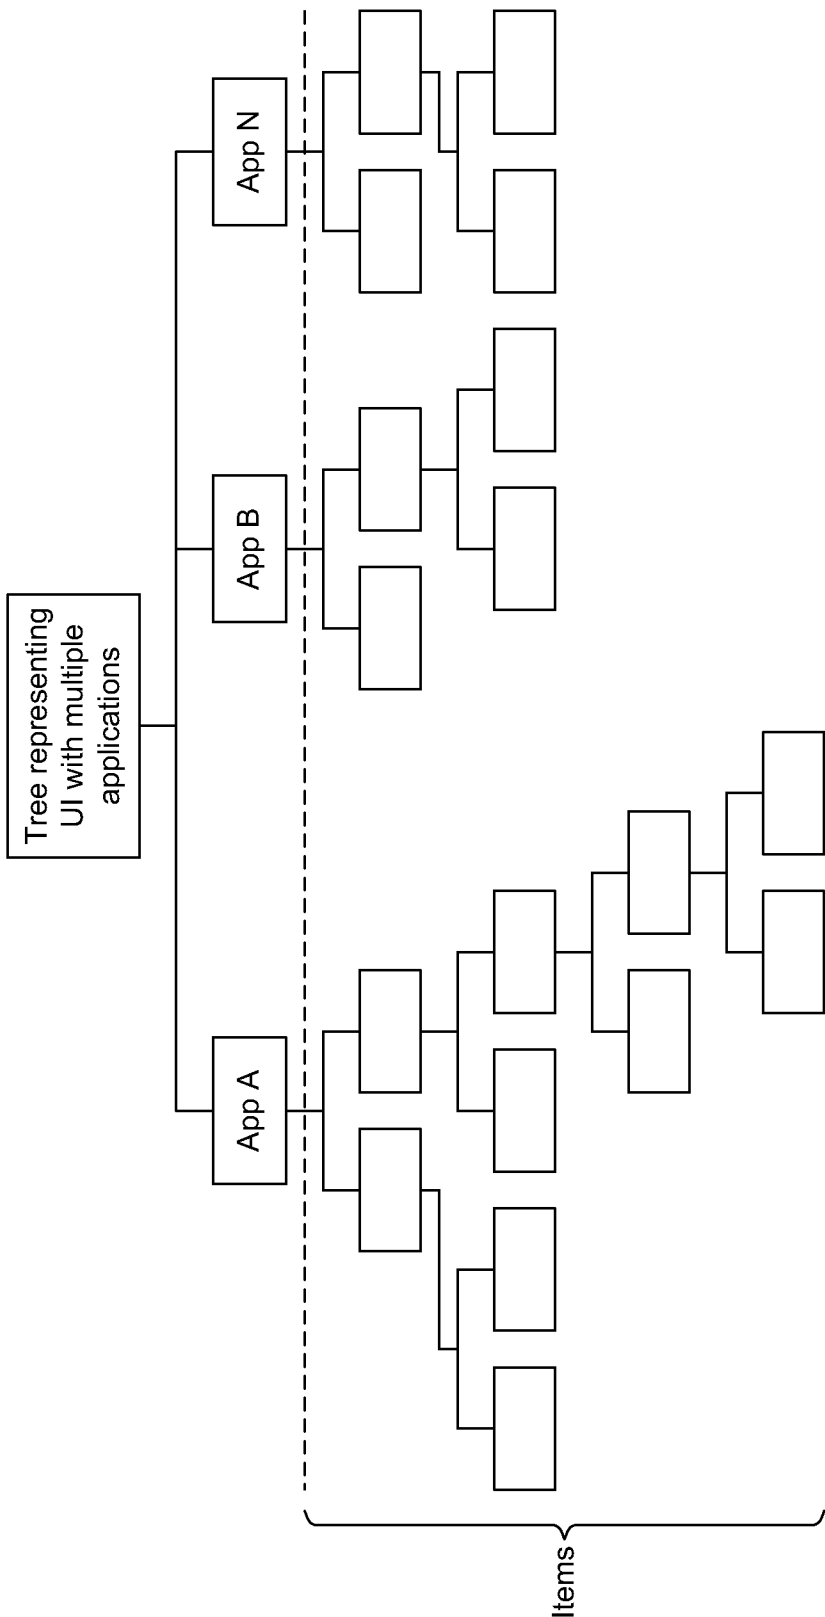 Tree representing
UI with multiple
applications
App A
App B
App N
Items